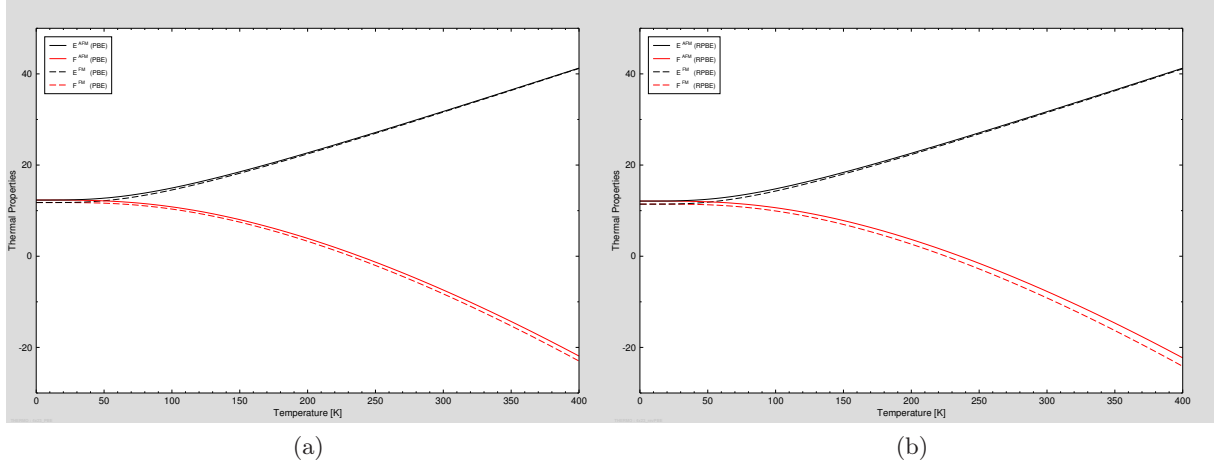 E AFM (PBE)
F AFM (PBE)
E FM (PBE)
F FM (PBE)
Thermal Properties
40
20
0
-20
0 50 100 150 200 250 300 350 400
Temperature [K]
(a)
E AFM (RPBE)
F AFM (RPBE)
E FM (RPBE)
F FM (RPBE)
Thermal Properties
40
20
0
-20
0 50 100 150 200 250 300 350 400
Temperature [K]
(b)